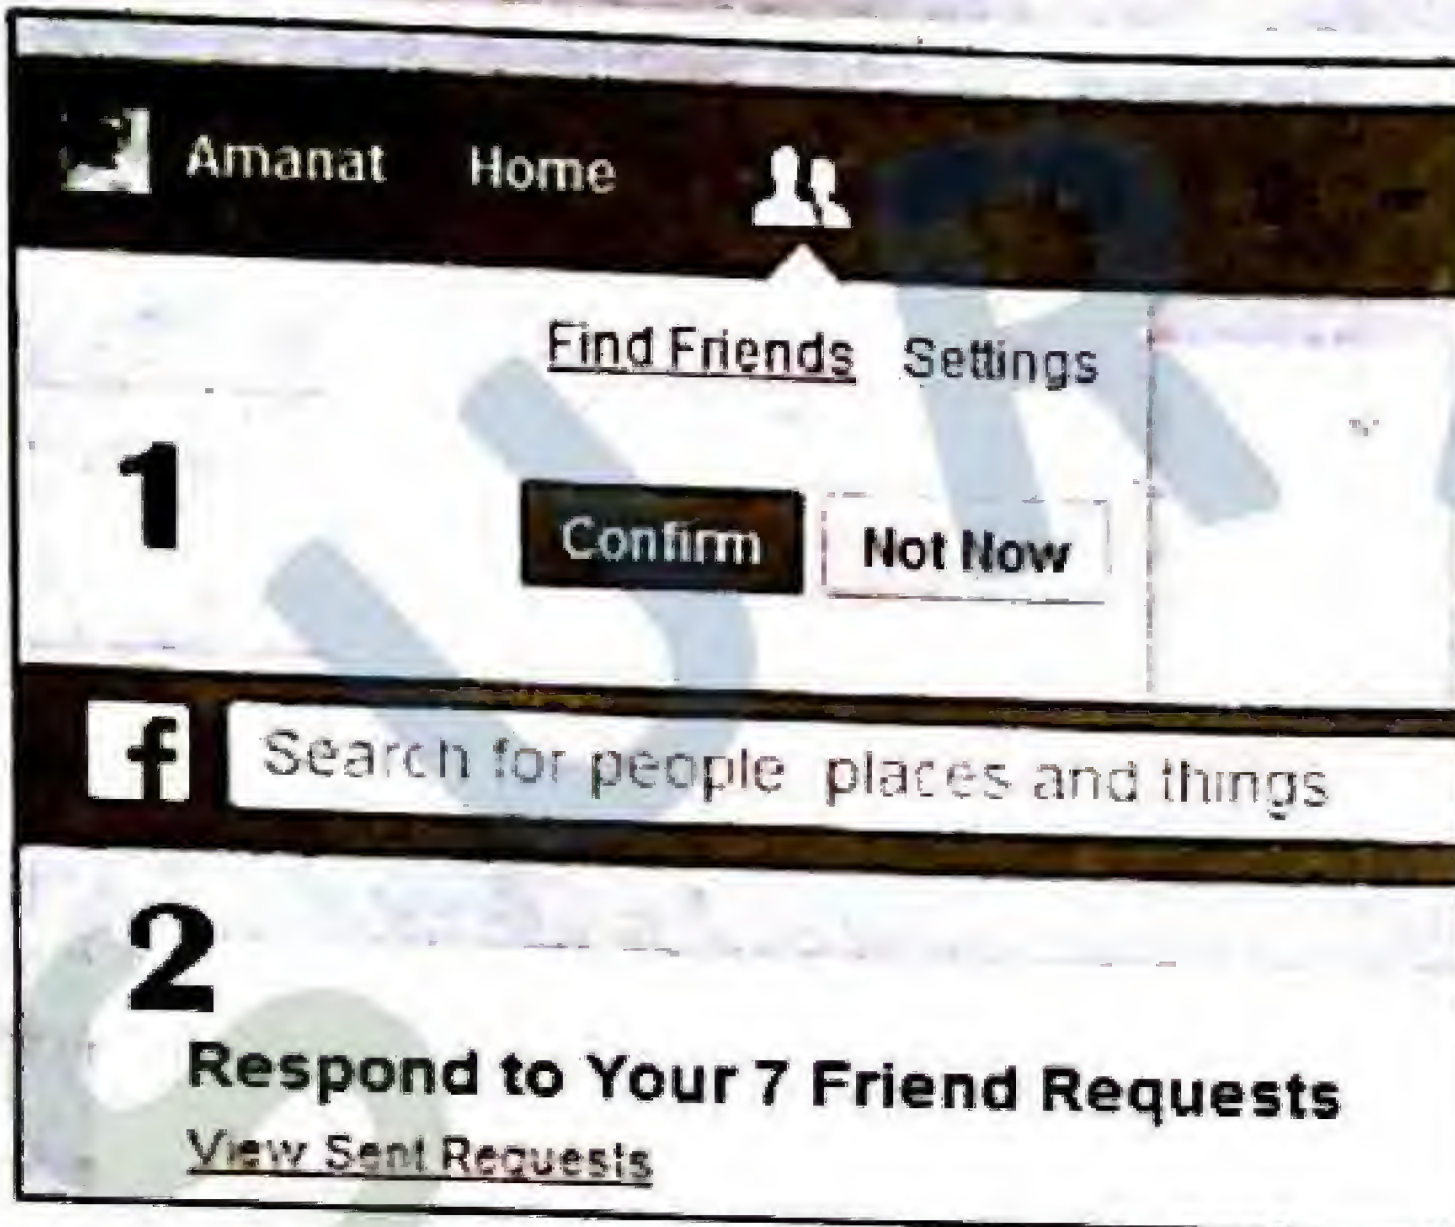 Amanat Home
Find Friends Settings
1
Confirm Not Now
f Search for people places and things
2
Respond to Your 7 Friend Requests
View Sent Requests